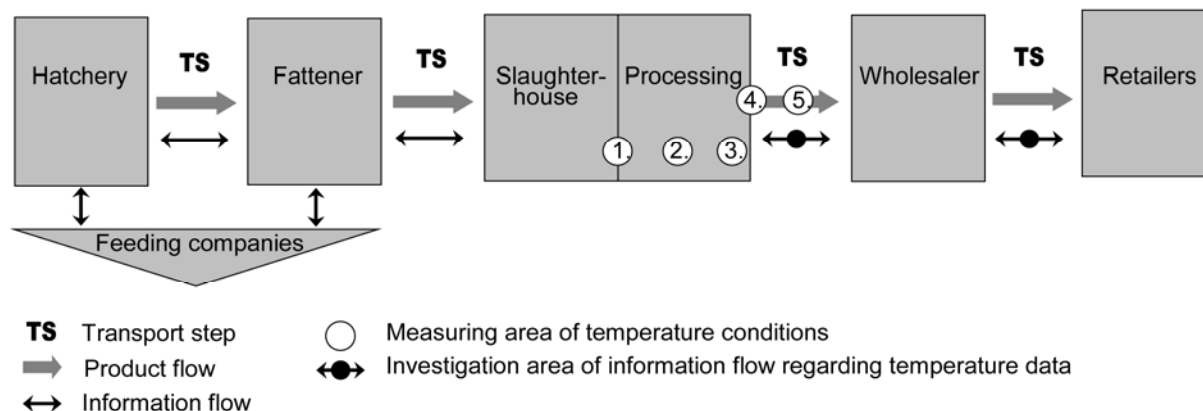 Hatchery
TS
Fattener
TS
Slaughter-
house
Processing
TS
Wholesaler
TS
Retailers
4.
5.
1.
2.
3.
Feeding companies
TS Transport step
Product flow
Information flow
Measuring area of temperature conditions
Investigation area of information flow regarding temperature data